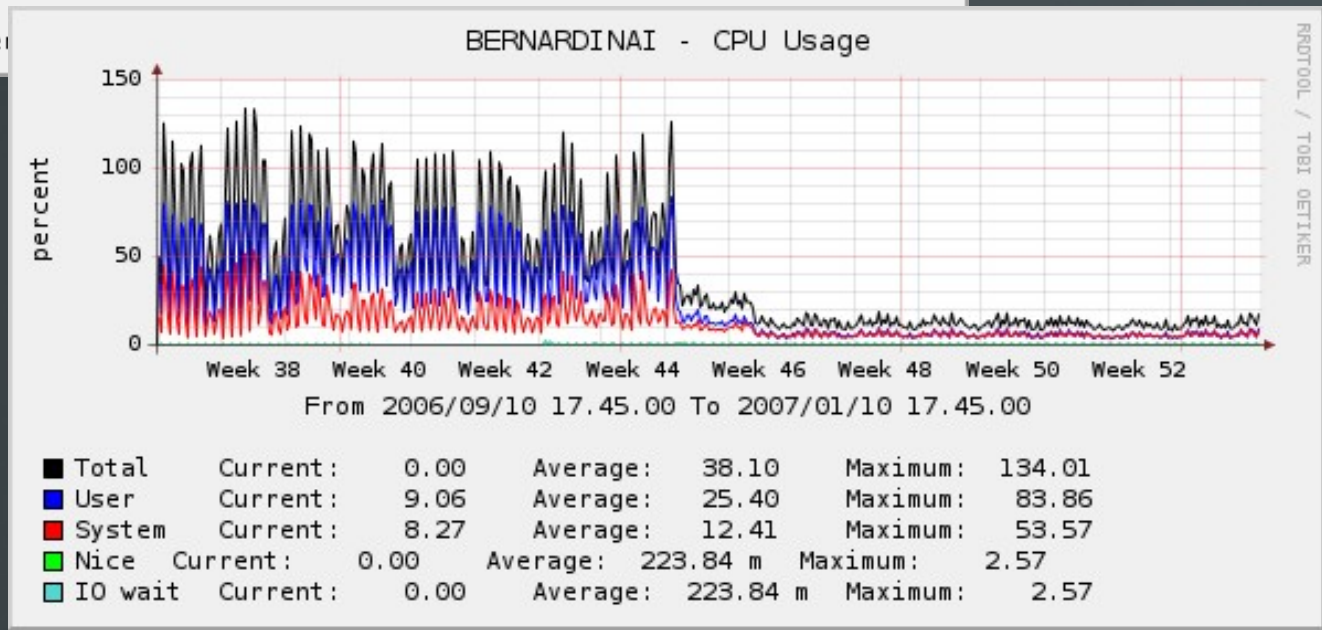 BERNARDINAI - CPU Usage
RRDTOOL / TOBI OETIKER
percent
150
100
50
0
Week 38 Week 40 Week 42 Week 44 Week 46 Week 48 Week 50 Week 52
From 2006/09/10 17.45.00 To 2007/01/10 17.45.00
Total Current: 0.00 Average: 38.10 Maximum: 134.01
User Current: 9.06 Average: 25.40 Maximum: 83.86
System Current: 8.27 Average: 12.41 Maximum: 53.57
Nice Current: 0.00 Average: 223.84 m Maximum: 2.57
IO wait Current: 0.00 Average: 223.84 m Maximum: 2.57